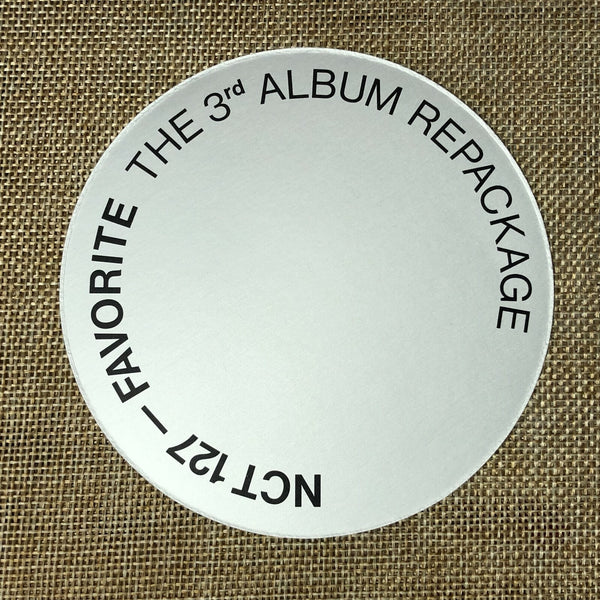 NCT 127 — FAVORITE THE 3rd ALBUM REPACKAGE